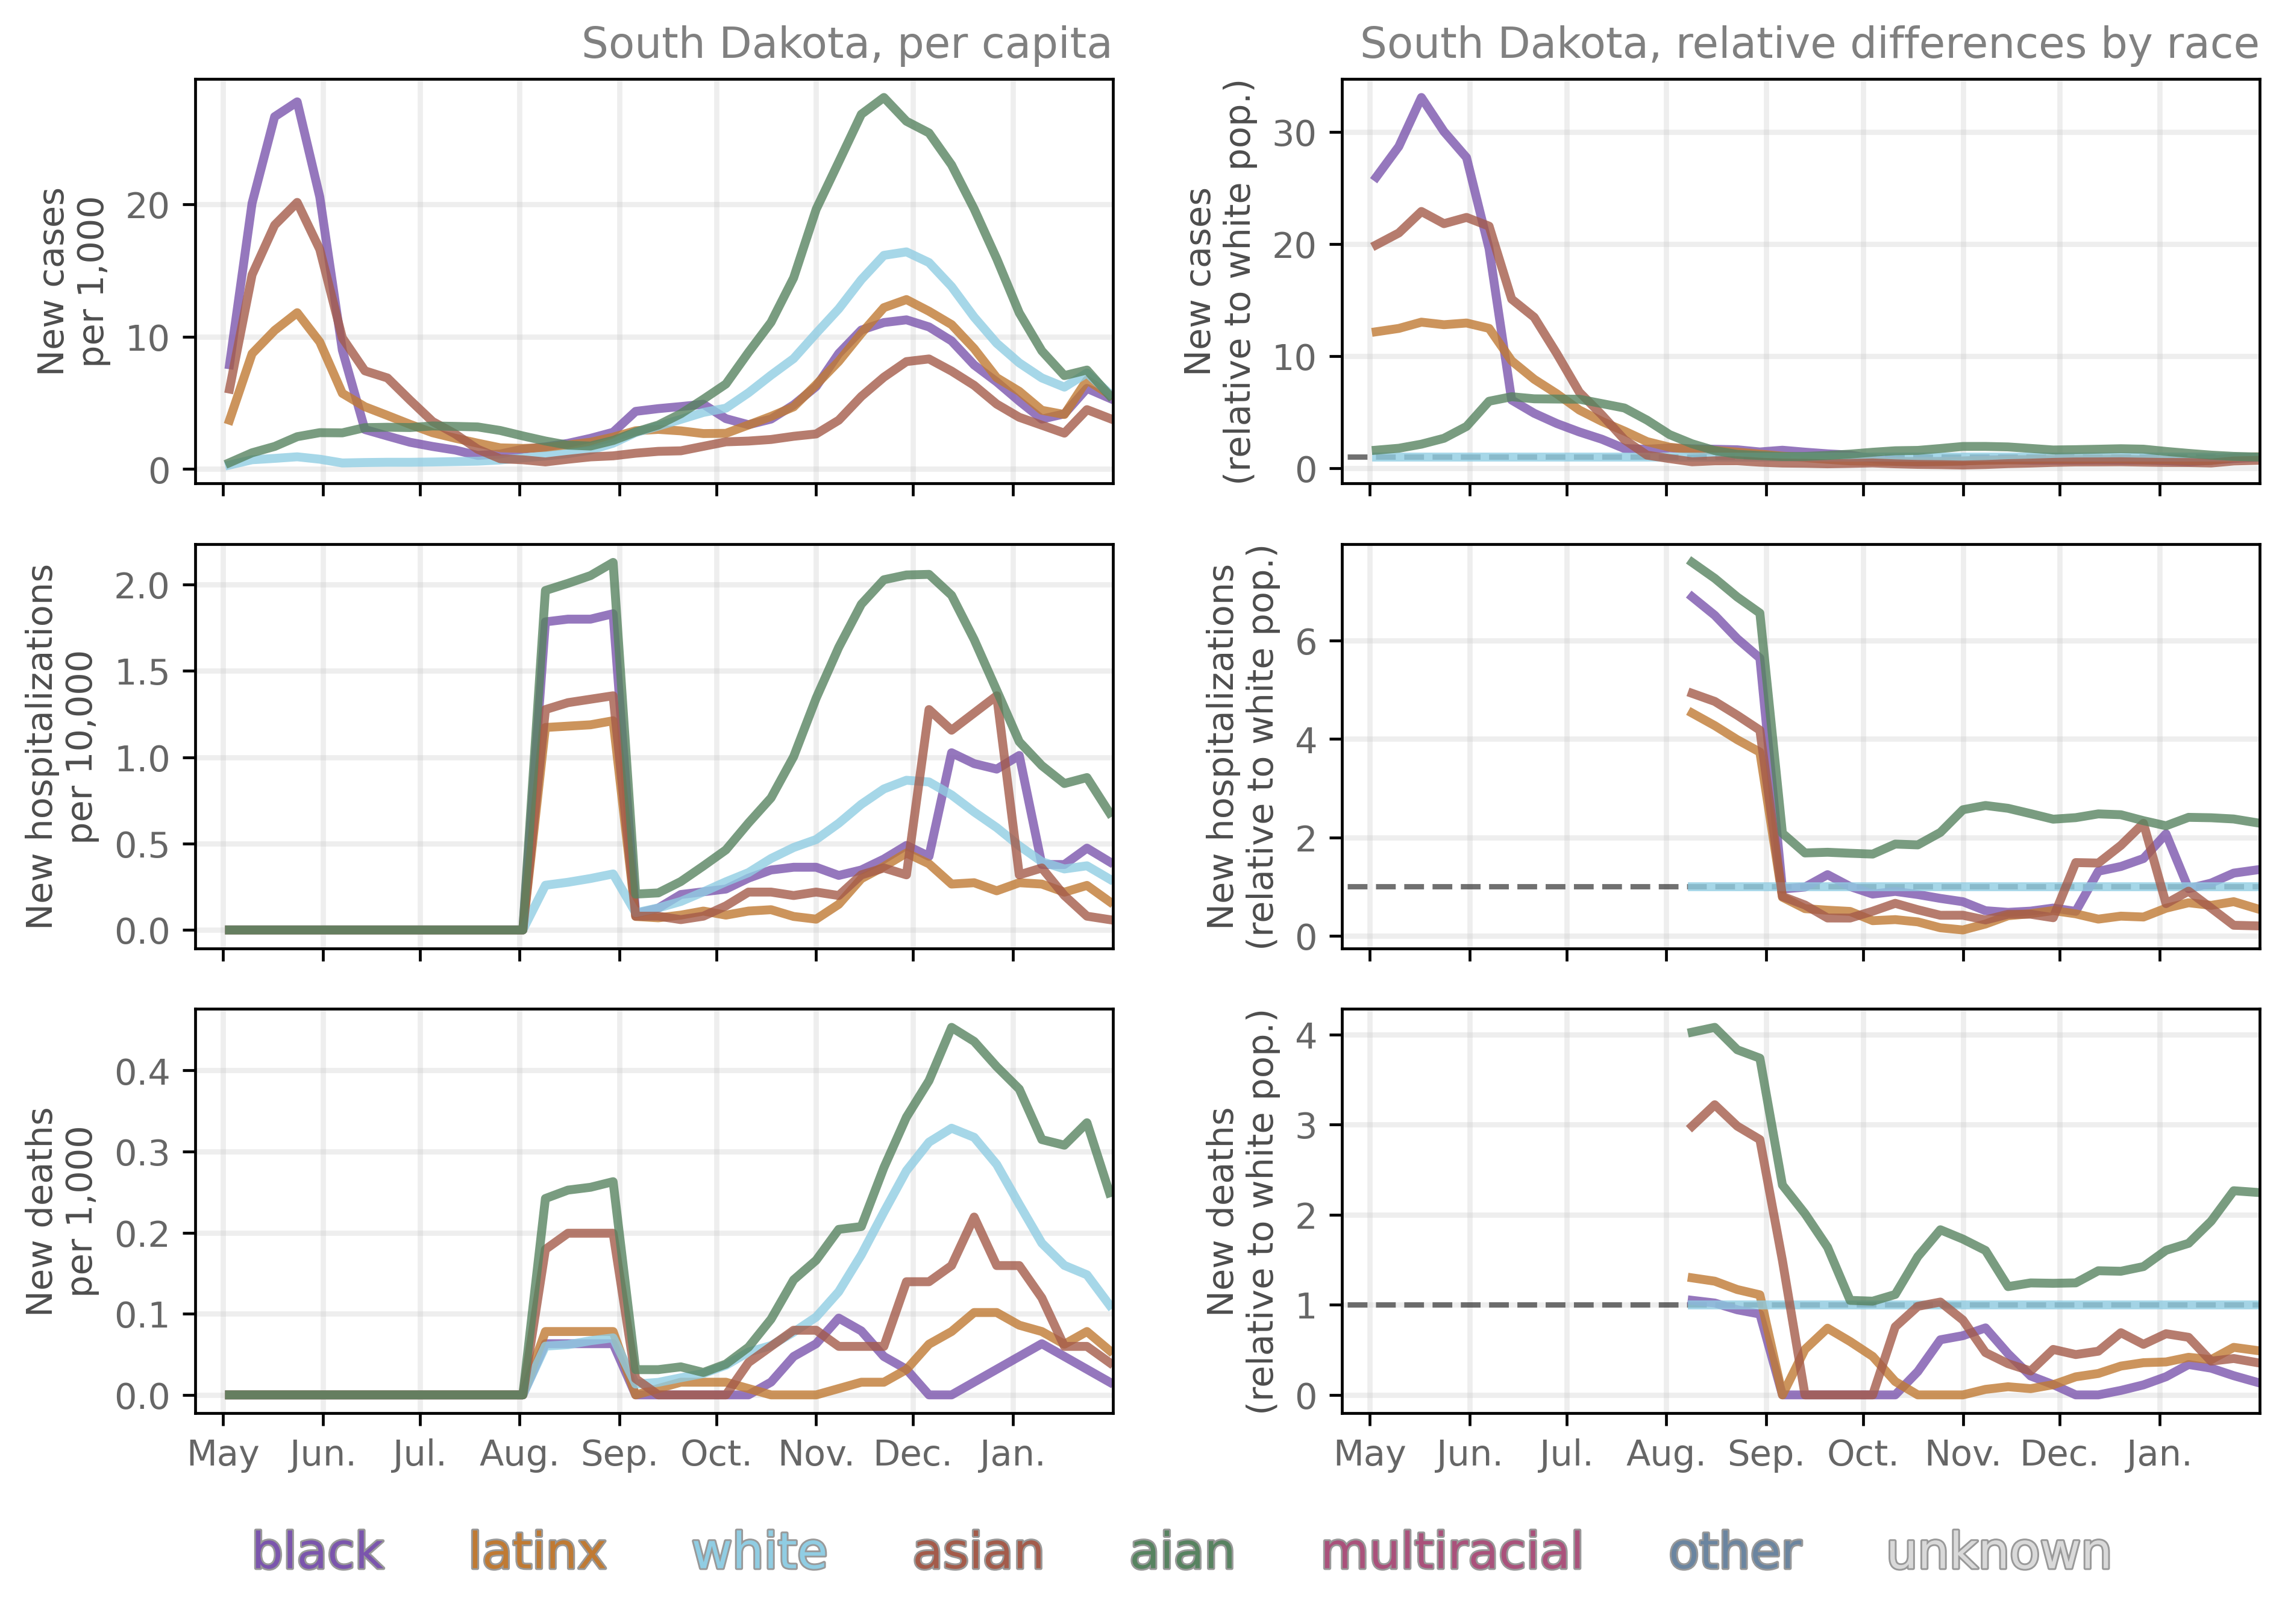 South Dakota, per capita
South Dakota, relative differences by race
New cases
per 1,000
20
10
0
New cases
(relative to white pop.)
30
20
10
0
New hospitalizations
per 10,000
2.0
1.5
1.0
0.5
0.0
New hospitalizations
(relative to white pop.)
6
4
2
0
New deaths
per 1,000
0.4
0.3
0.2
0.1
0.0
May Jun. Jul. Aug. Sep. Oct. Nov. Dec. Jan.
New deaths
(relative to white pop.)
4
3
2
1
0
May Jun. Jul. Aug. Sep. Oct. Nov. Dec. Jan.
black latinx white asian aian multiracial other unknown